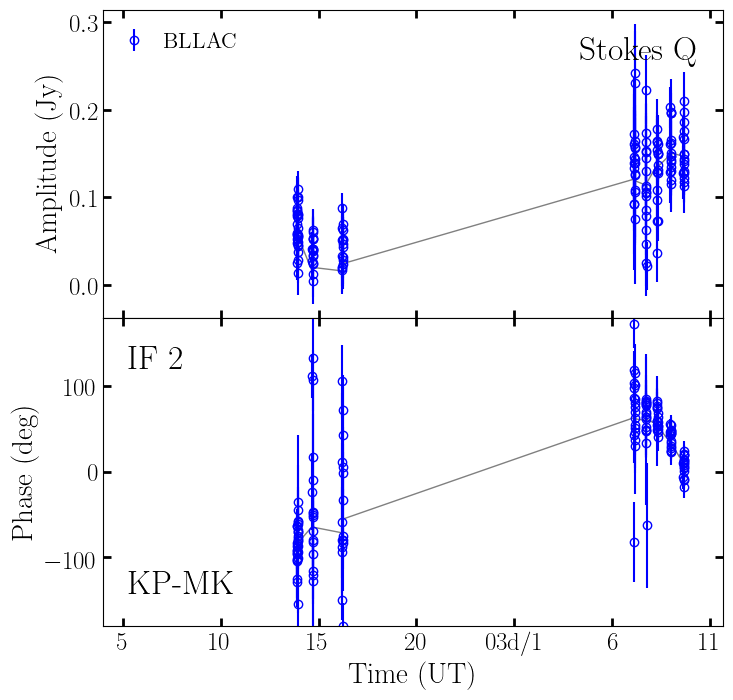 0.3
BLLAC
Stokes Q
0.2
Amplitude (Jy)
0.1
0.0
IF 2
100
Phase (deg)
0
−100
KP-MK
5 10 15 20 03d/1 6 11
Time (UT)